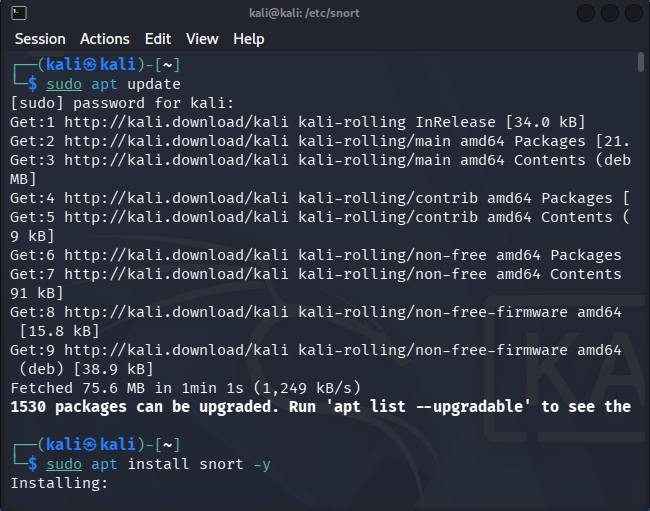 kali@kali: /etc/snort
Session Actions Edit View Help
┌──(kali㉿kali)-[~]
└─$ sudo apt update
[sudo] password for kali:
Get:1 http://kali.download/kali kali-rolling InRelease [34.0 kB]
Get:2 http://kali.download/kali kali-rolling/main amd64 Packages [21.
Get:3 http://kali.download/kali kali-rolling/main amd64 Contents (deb
MB]
Get:4 http://kali.download/kali kali-rolling/contrib amd64 Packages [
Get:5 http://kali.download/kali kali-rolling/contrib amd64 Contents (
9 kB]
Get:6 http://kali.download/kali kali-rolling/non-free amd64 Packages
Get:7 http://kali.download/kali kali-rolling/non-free amd64 Contents
91 kB]
Get:8 http://kali.download/kali kali-rolling/non-free-firmware amd64
[15.8 kB]
Get:9 http://kali.download/kali kali-rolling/non-free-firmware amd64
(deb) [38.9 kB]
Fetched 75.6 MB in 1min 1s (1,249 kB/s)
1530 packages can be upgraded. Run 'apt list --upgradable' to see the
┌──(kali㉿kali)-[~]
└─$ sudo apt install snort -y
Installing:
KA